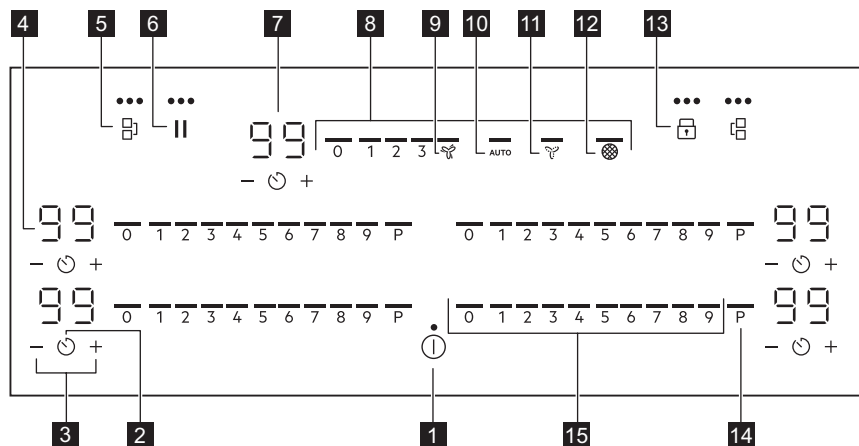 4 5 6 7 8 9 10 11 12 13
99 0 1 2 3 AUTO
- +
99 0 1 2 3 4 5 6 7 8 9 P 0 1 2 3 4 5 6 7 8 9 P 99
- + - +
99 0 1 2 3 4 5 6 7 8 9 P 0 1 2 3 4 5 6 7 8 9 P 99
- + - +
3 2 1 15 14